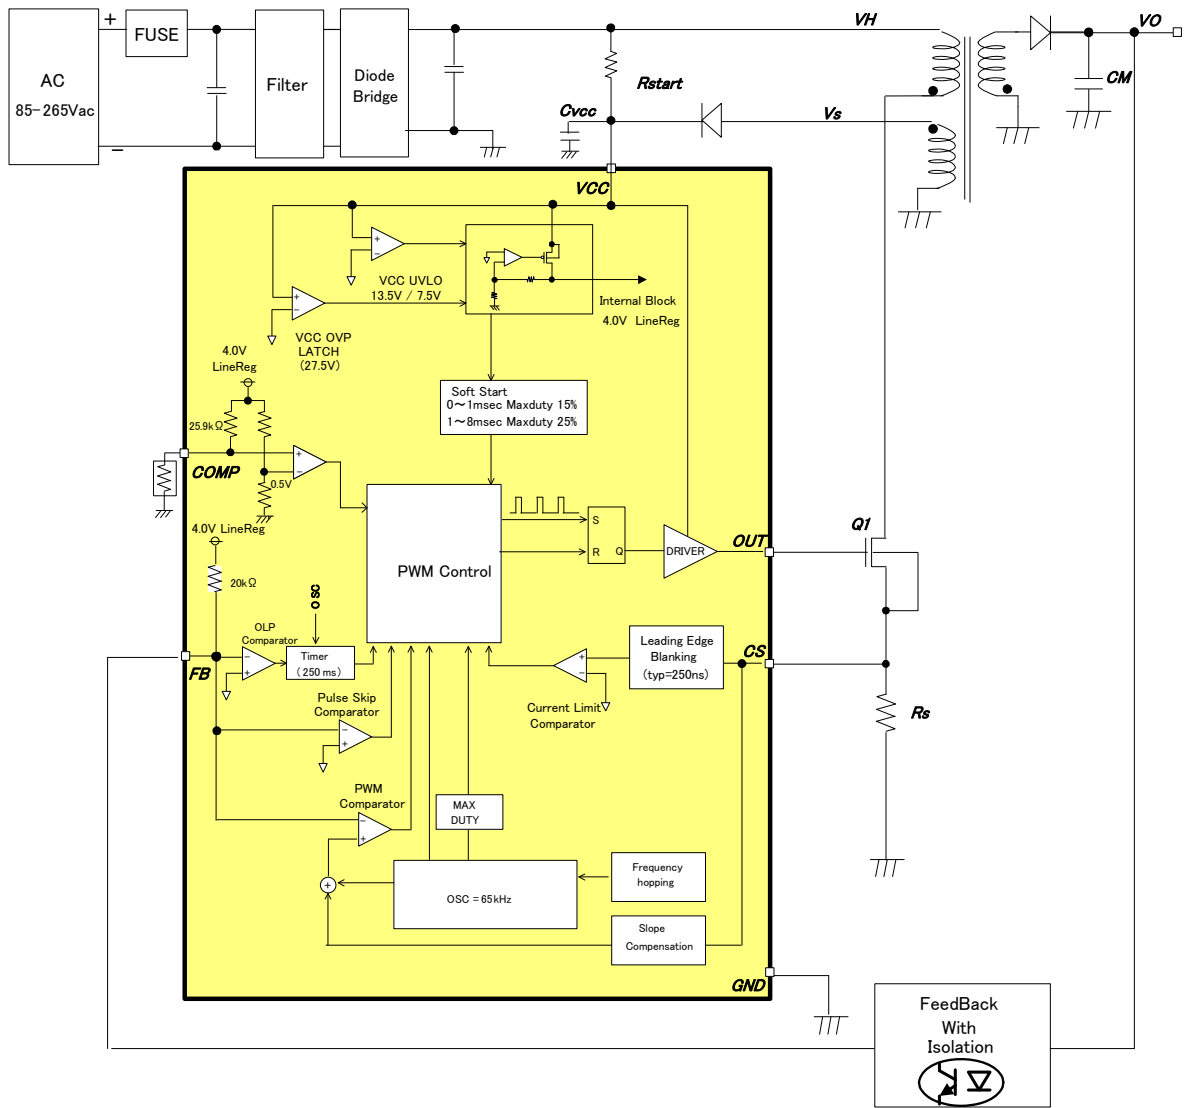 +
FUSE
AC
85-265Vac
−
Filter
Diode
Bridge
VH
Rstart
Cvcc
Vs
VO
CM
VCC
+
−
VCC UVLO
13.5V / 7.5V
Internal Block
4.0V LineReg
+
−
VCC OVP
LATCH
(27.5V)
4.0V
LineReg
Soft Start
0～1msec Maxduty 15%
1～8msec Maxduty 25%
25.9kΩ
COMP
+
−
0.5V
4.0V LineReg
20kΩ
PWM Control
S
R
Q
DRIVER
OUT
Q1
OSC
OLP
Comparator
−
+
Timer
(250 ms)
FB
Leading Edge
Blanking
(typ=250ns)
CS
+
−
Current Limit
Comparator
Rs
Pulse Skip
Comparator
−
+
PWM
Comparator
−
+
MAX
DUTY
+
OSC = 65kHz
Frequency
hopping
Slope
Compensation
GND
FeedBack
With
Isolation